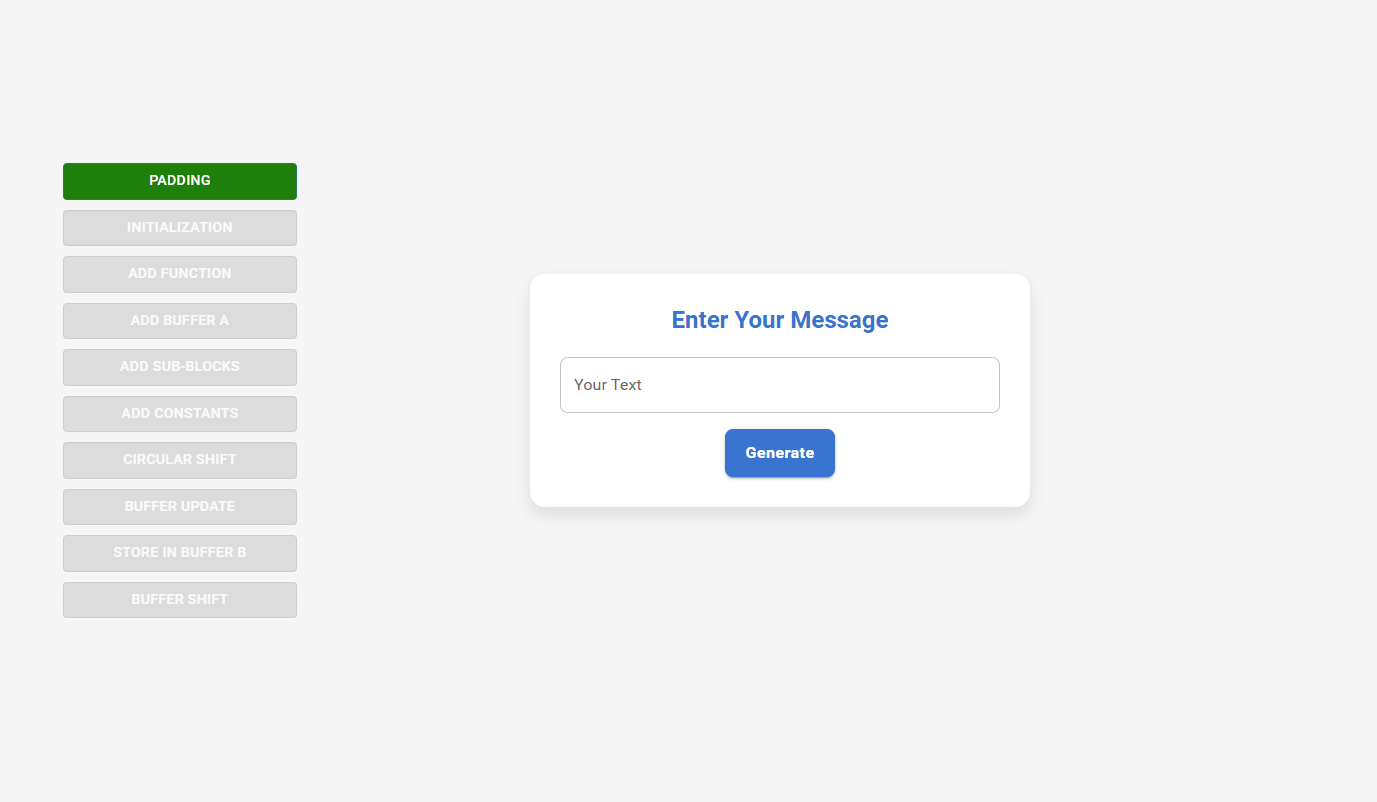 PADDING
INITIALIZATION
ADD FUNCTION
ADD BUFFER A
ADD SUB-BLOCKS
ADD CONSTANTS
CIRCULAR SHIFT
BUFFER UPDATE
STORE IN BUFFER B
BUFFER SHIFT
Enter Your Message
Your Text
Generate